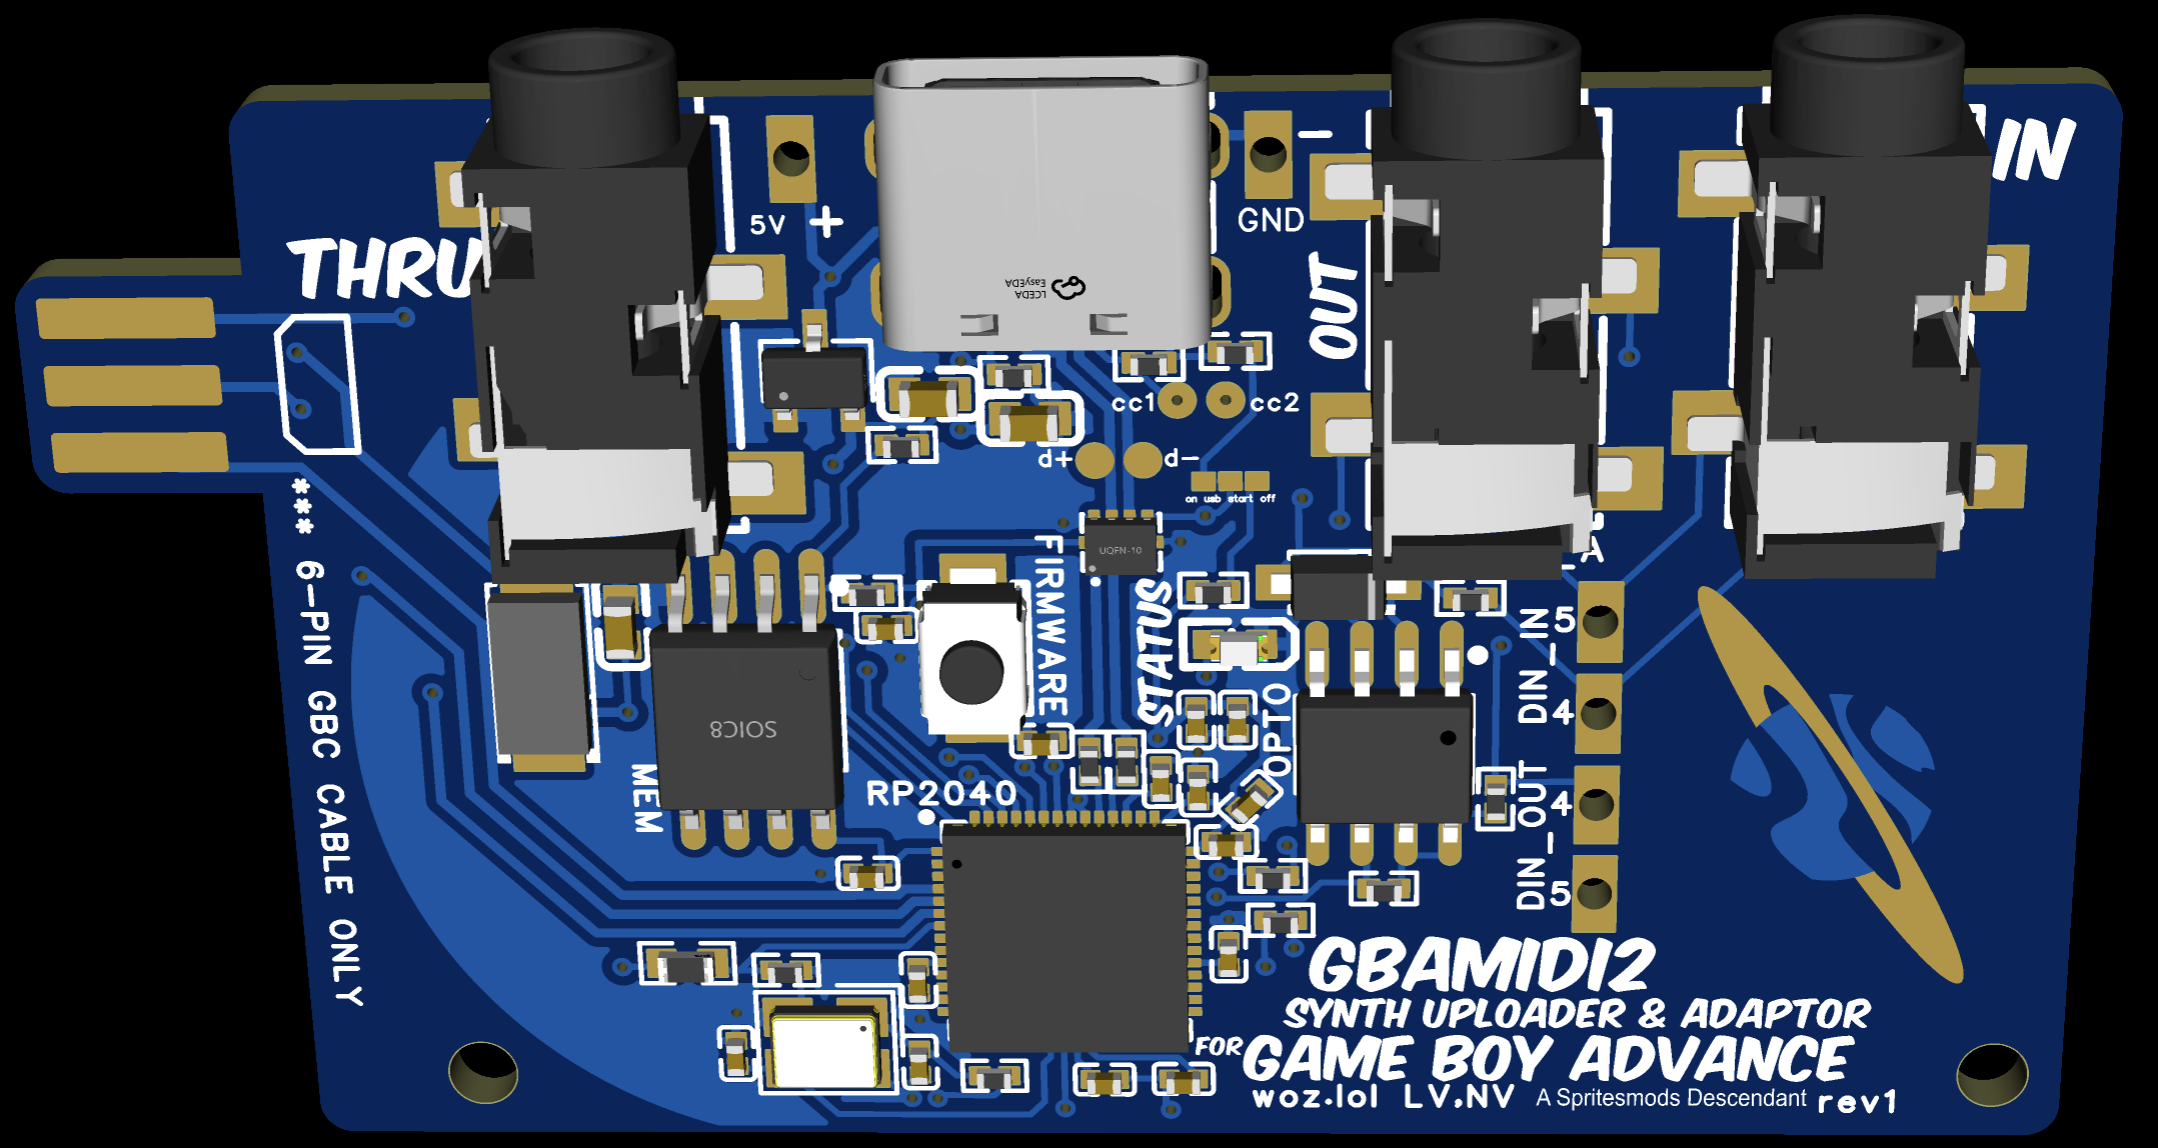 IN
5V +
GND −
THRU
OUT
LCEDA
EasyEDA
cc1 cc2
d+ d-
on usb start off
*** 6-PIN GBC CABLE ONLY
FIRMWARE
UQFN-10
STATUS
A
DIN_IN
5
4
SOIC8
MEM
OPTO
RP2040
DIN_OUT
4
5
GBAMIDI2
SYNTH UPLOADER & ADAPTOR
FOR GAME BOY ADVANCE
woz.lol LV,NV A Spritesmods Descendant rev1